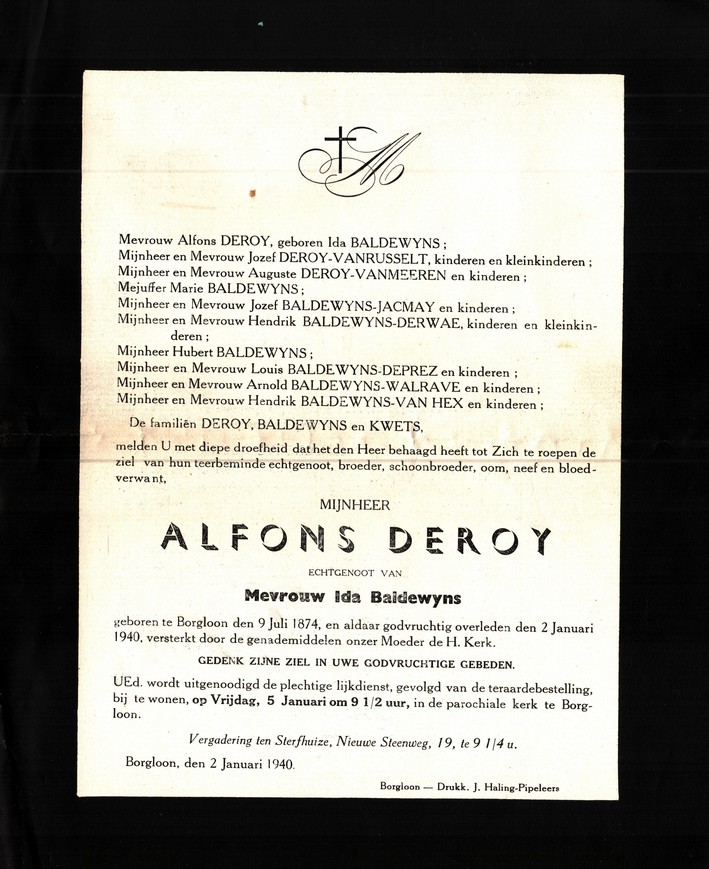 M
Mevrouw Alfons DEROY, geboren Ida BALDEWYNS ;
Mijnheer en Mevrouw Jozef DEROY-VANRUSSELT, kinderen en kleinkinderen ;
Mijnheer en Mevrouw Auguste DEROY-VANMEEREN en kinderen ;
Mejuffer Marie BALDEWYNS ;
Mijnheer en Mevrouw Jozef BALDEWYNS-JACMAY en kinderen ;
Mijnheer en Mevrouw Hendrik BALDEWYNS-DERWAE, kinderen en kleinkin-
deren ;
Mijnheer Hubert BALDEWYNS ;
Mijnheer en Mevrouw Louis BALDEWYNS-DEPREZ en kinderen ;
Mijnheer en Mevrouw Arnold BALDEWYNS-WALRAVE en kinderen ;
Mijnheer en Mevrouw Hendrik BALDEWYNS-VAN HEX en kinderen ;
De familiën DEROY, BALDEWYNS en KWETS,
melden U met diepe droefheid dat het den Heer behaagd heeft tot Zich te roepen de
ziel van hun teerbeminde echtgenoot, broeder, schoonbroeder, oom, neef en bloed-
verwant,
MIJNHEER
ALFONS DEROY
ECHTGENOOT VAN
Mevrouw Ida Baldewyns
geboren te Borgloon den 9 Juli 1874, en aldaar godvruchtig overleden den 2 Januari
1940, versterkt door de genademiddelen onzer Moeder de H. Kerk.
GEDENK ZIJNE ZIEL IN UWE GODVRUCHTIGE GEBEDEN.
UEd. wordt uitgenoodigd de plechtige lijkdienst, gevolgd van de teraardebestelling,
bij te wonen, op Vrijdag, 5 Januari om 9 1/2 uur, in de parochiale kerk te Borg-
loon.
Vergadering ten Sterfhuize, Nieuwe Steenweg, 19, te 9 1/4 u.
Borgloon, den 2 Januari 1940.
Borgloon — Drukk. J. Haling-Pipeleers